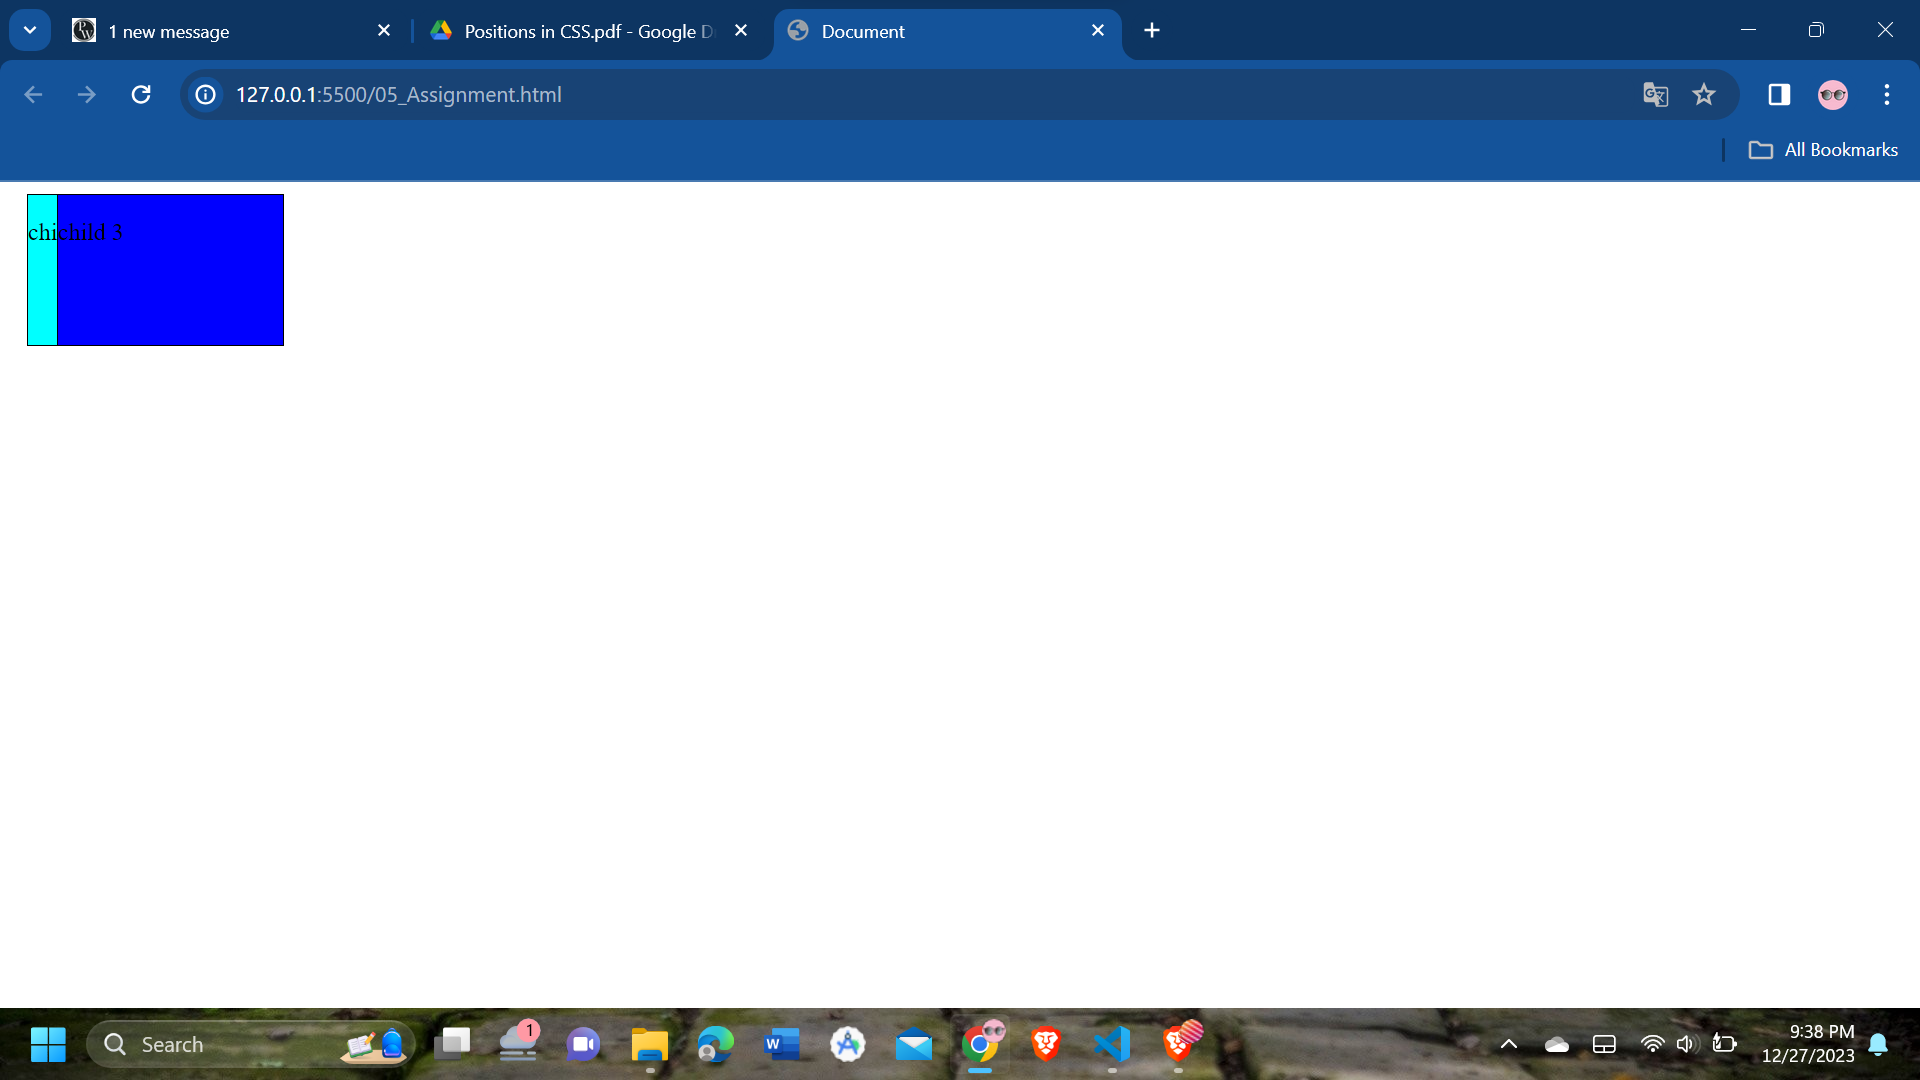 1 new message
Positions in CSS.pdf - Google D
Document
127.0.0.1:5500/05_Assignment.html
All Bookmarks
chichild 3
Search
1
9:38 PM
12/27/2023